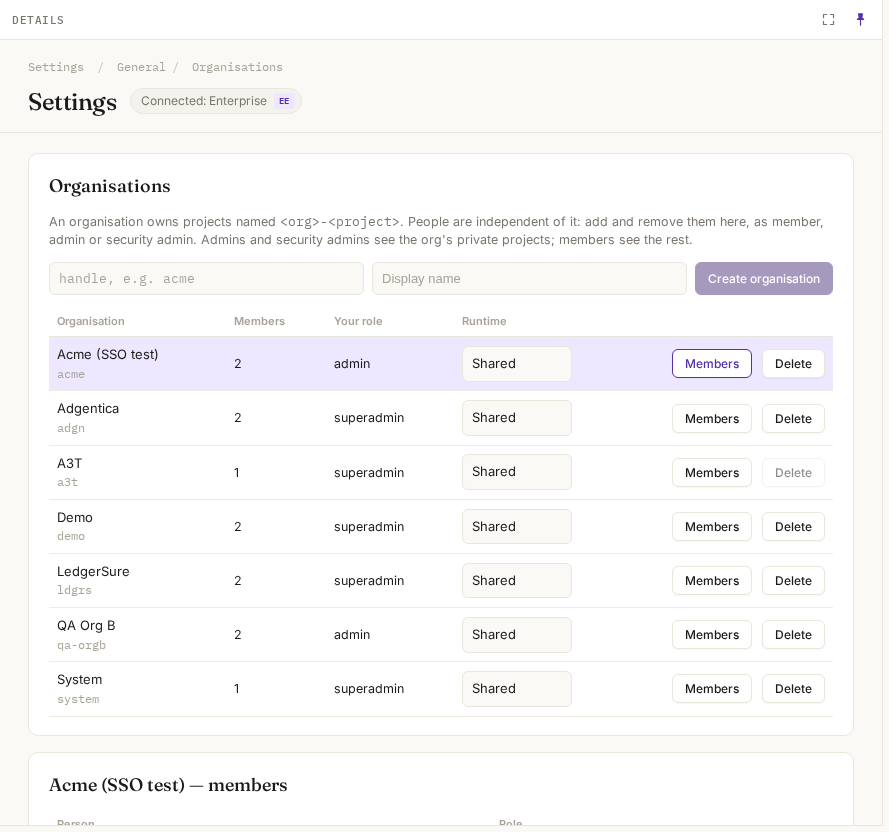 DETAILS
Settings / General / Organisations
Settings Connected: Enterprise EE
Organisations
An organisation owns projects named <org>-<project>. People are independent of it: add and remove them here, as member,
admin or security admin. Admins and security admins see the org's private projects; members see the rest.
handle, e.g. acme Display name Create organisation
Organisation Members Your role Runtime
Acme (SSO test) 2 admin Shared Members Delete
acme
Adgentica 2 superadmin Shared Members Delete
adgn
A3T 1 superadmin Shared Members Delete
a3t
Demo 2 superadmin Shared Members Delete
demo
LedgerSure 2 superadmin Shared Members Delete
ldgrs
QA Org B 2 admin Shared Members Delete
qa-orgb
System 1 superadmin Shared Members Delete
system
Acme (SSO test) — members
Person Role